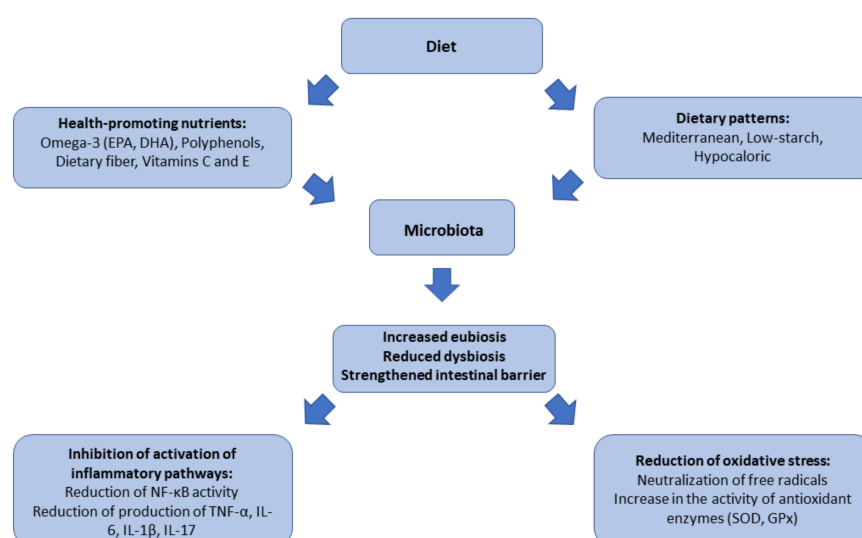 Diet
Health-promoting nutrients:
Omega-3 (EPA, DHA), Polyphenols,
Dietary fiber, Vitamins C and E
Dietary patterns:
Mediterranean, Low-starch,
Hypocaloric
Microbiota
Increased eubiosis
Reduced dysbiosis
Strengthened intestinal barrier
Inhibition of activation of
inflammatory pathways:
Reduction of NF-κB activity
Reduction of production of TNF-α, IL-
6, IL-1β, IL-17
Reduction of oxidative stress:
Neutralization of free radicals
Increase in the activity of antioxidant
enzymes (SOD, GPx)